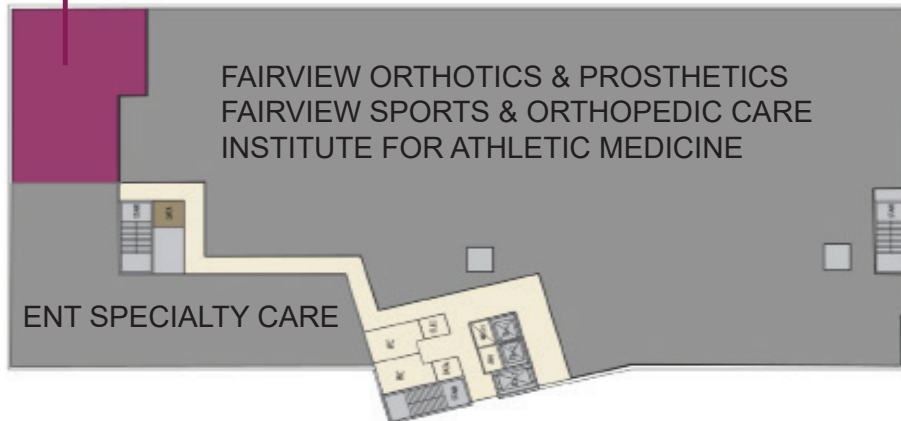 FAIRVIEW ORTHOTICS & PROSTHETICS
FAIRVIEW SPORTS & ORTHOPEDIC CARE
INSTITUTE FOR ATHLETIC MEDICINE
ENT SPECIALTY CARE